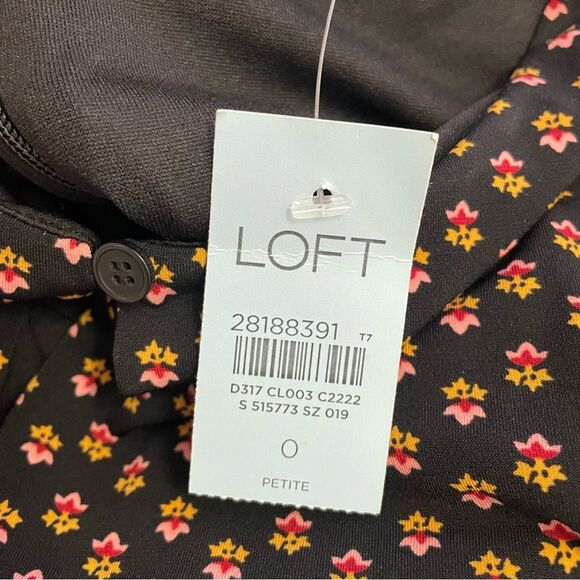 LOFT
28188391 T7
D317 CL003 C2222
S 515773 SZ 019
0
PETITE